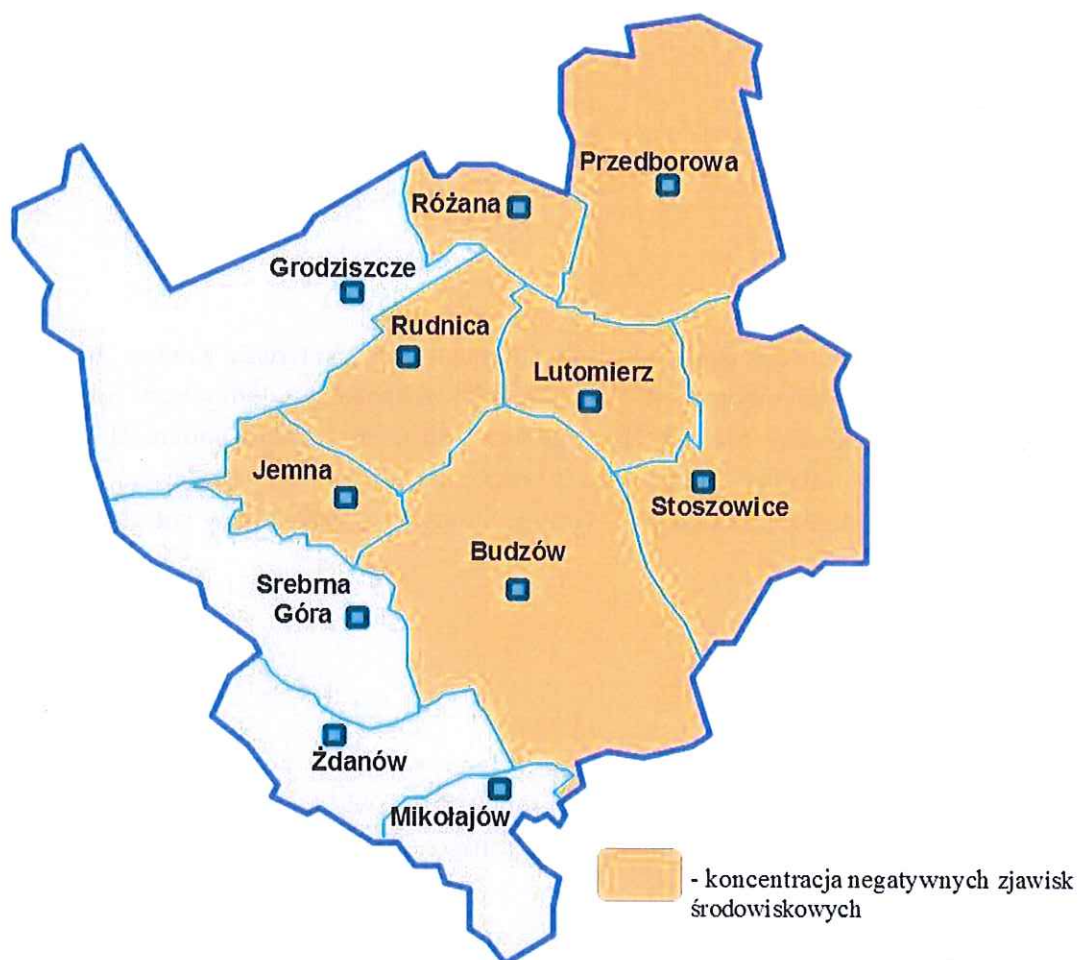 Przedborowa
Różana
Grodziszcze
Rudnica
Lutomierz
Jemna
Stoszowice
Budzów
Srebrna
Góra
Żdanów
Mikołajów
- koncentracja negatywnych zjawisk
środowiskowych